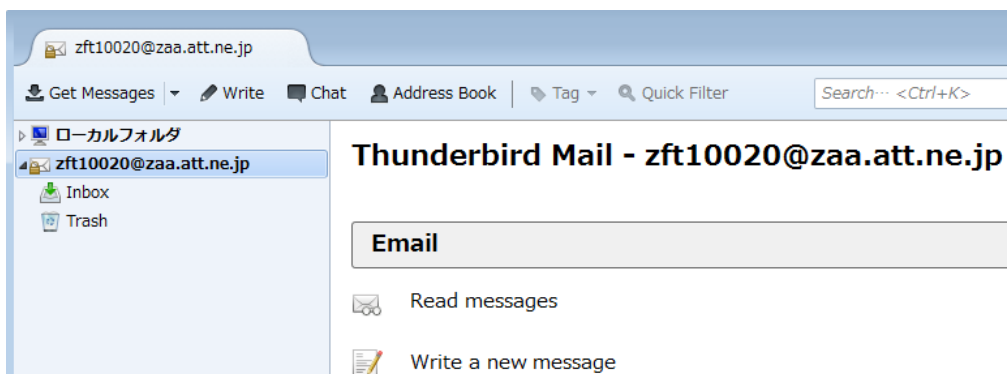 zft10020@zaa.att.ne.jp
Get Messages Write Chat Address Book Tag Quick Filter Search… <Ctrl+K>
ローカルフォルダ
zft10020@zaa.att.ne.jp
Inbox
Trash
Thunderbird Mail - zft10020@zaa.att.ne.jp
Email
Read messages
Write a new message